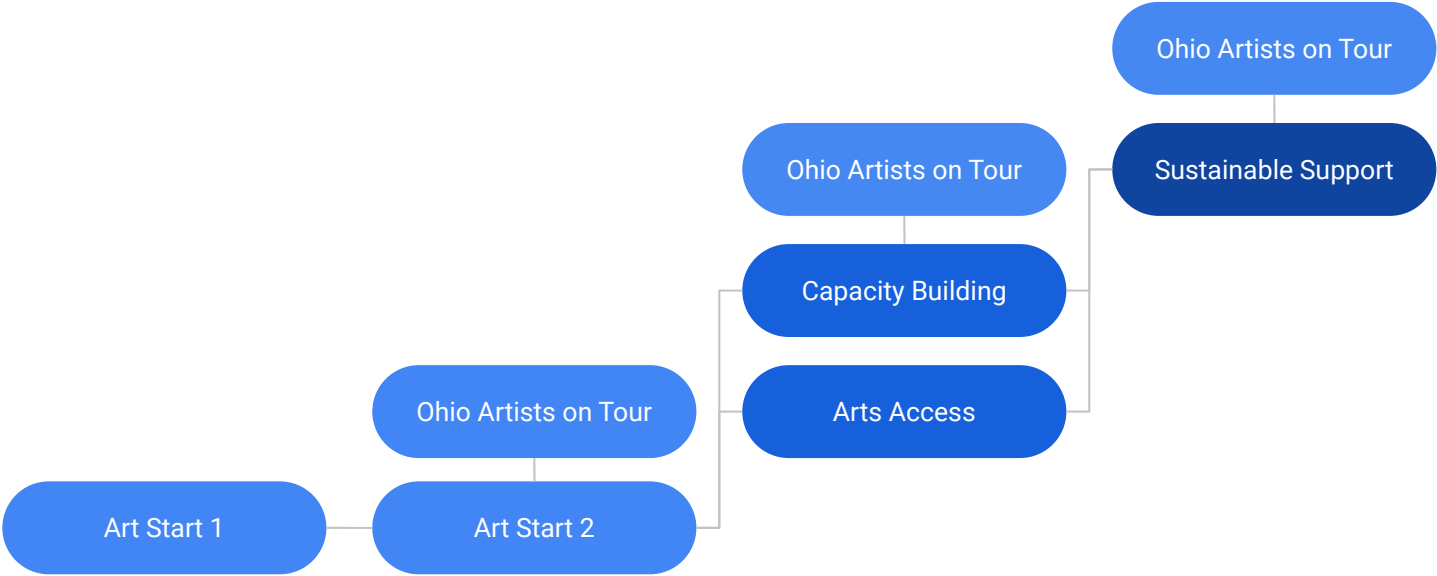 Ohio Artists on Tour
Ohio Artists on Tour
Sustainable Support
Capacity Building
Ohio Artists on Tour
Arts Access
Art Start 1
Art Start 2